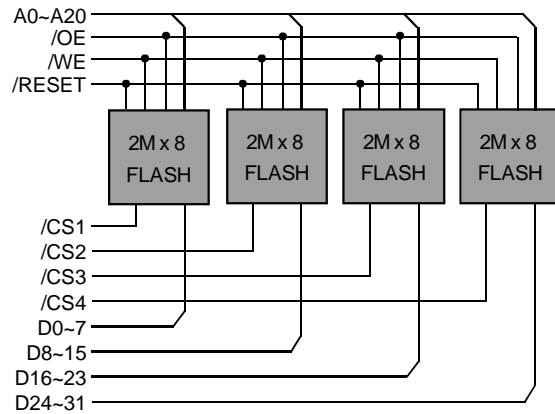 A0~A20
/OE
/WE
/RESET
2M x 8
FLASH
2M x 8
FLASH
2M x 8
FLASH
2M x 8
FLASH
/CS1
/CS2
/CS3
/CS4
D0~7
D8~15
D16~23
D24~31